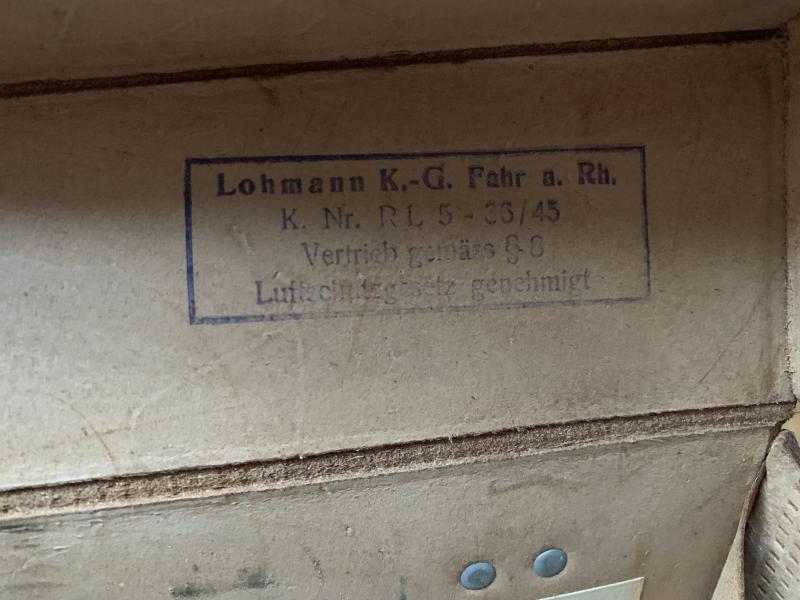 Lohmann K.-G. Fahr a. Rh.
K. Nr. RL 5-36/45
Vertrieb gemäss § 8
Luftschutzgesetz genehmigt